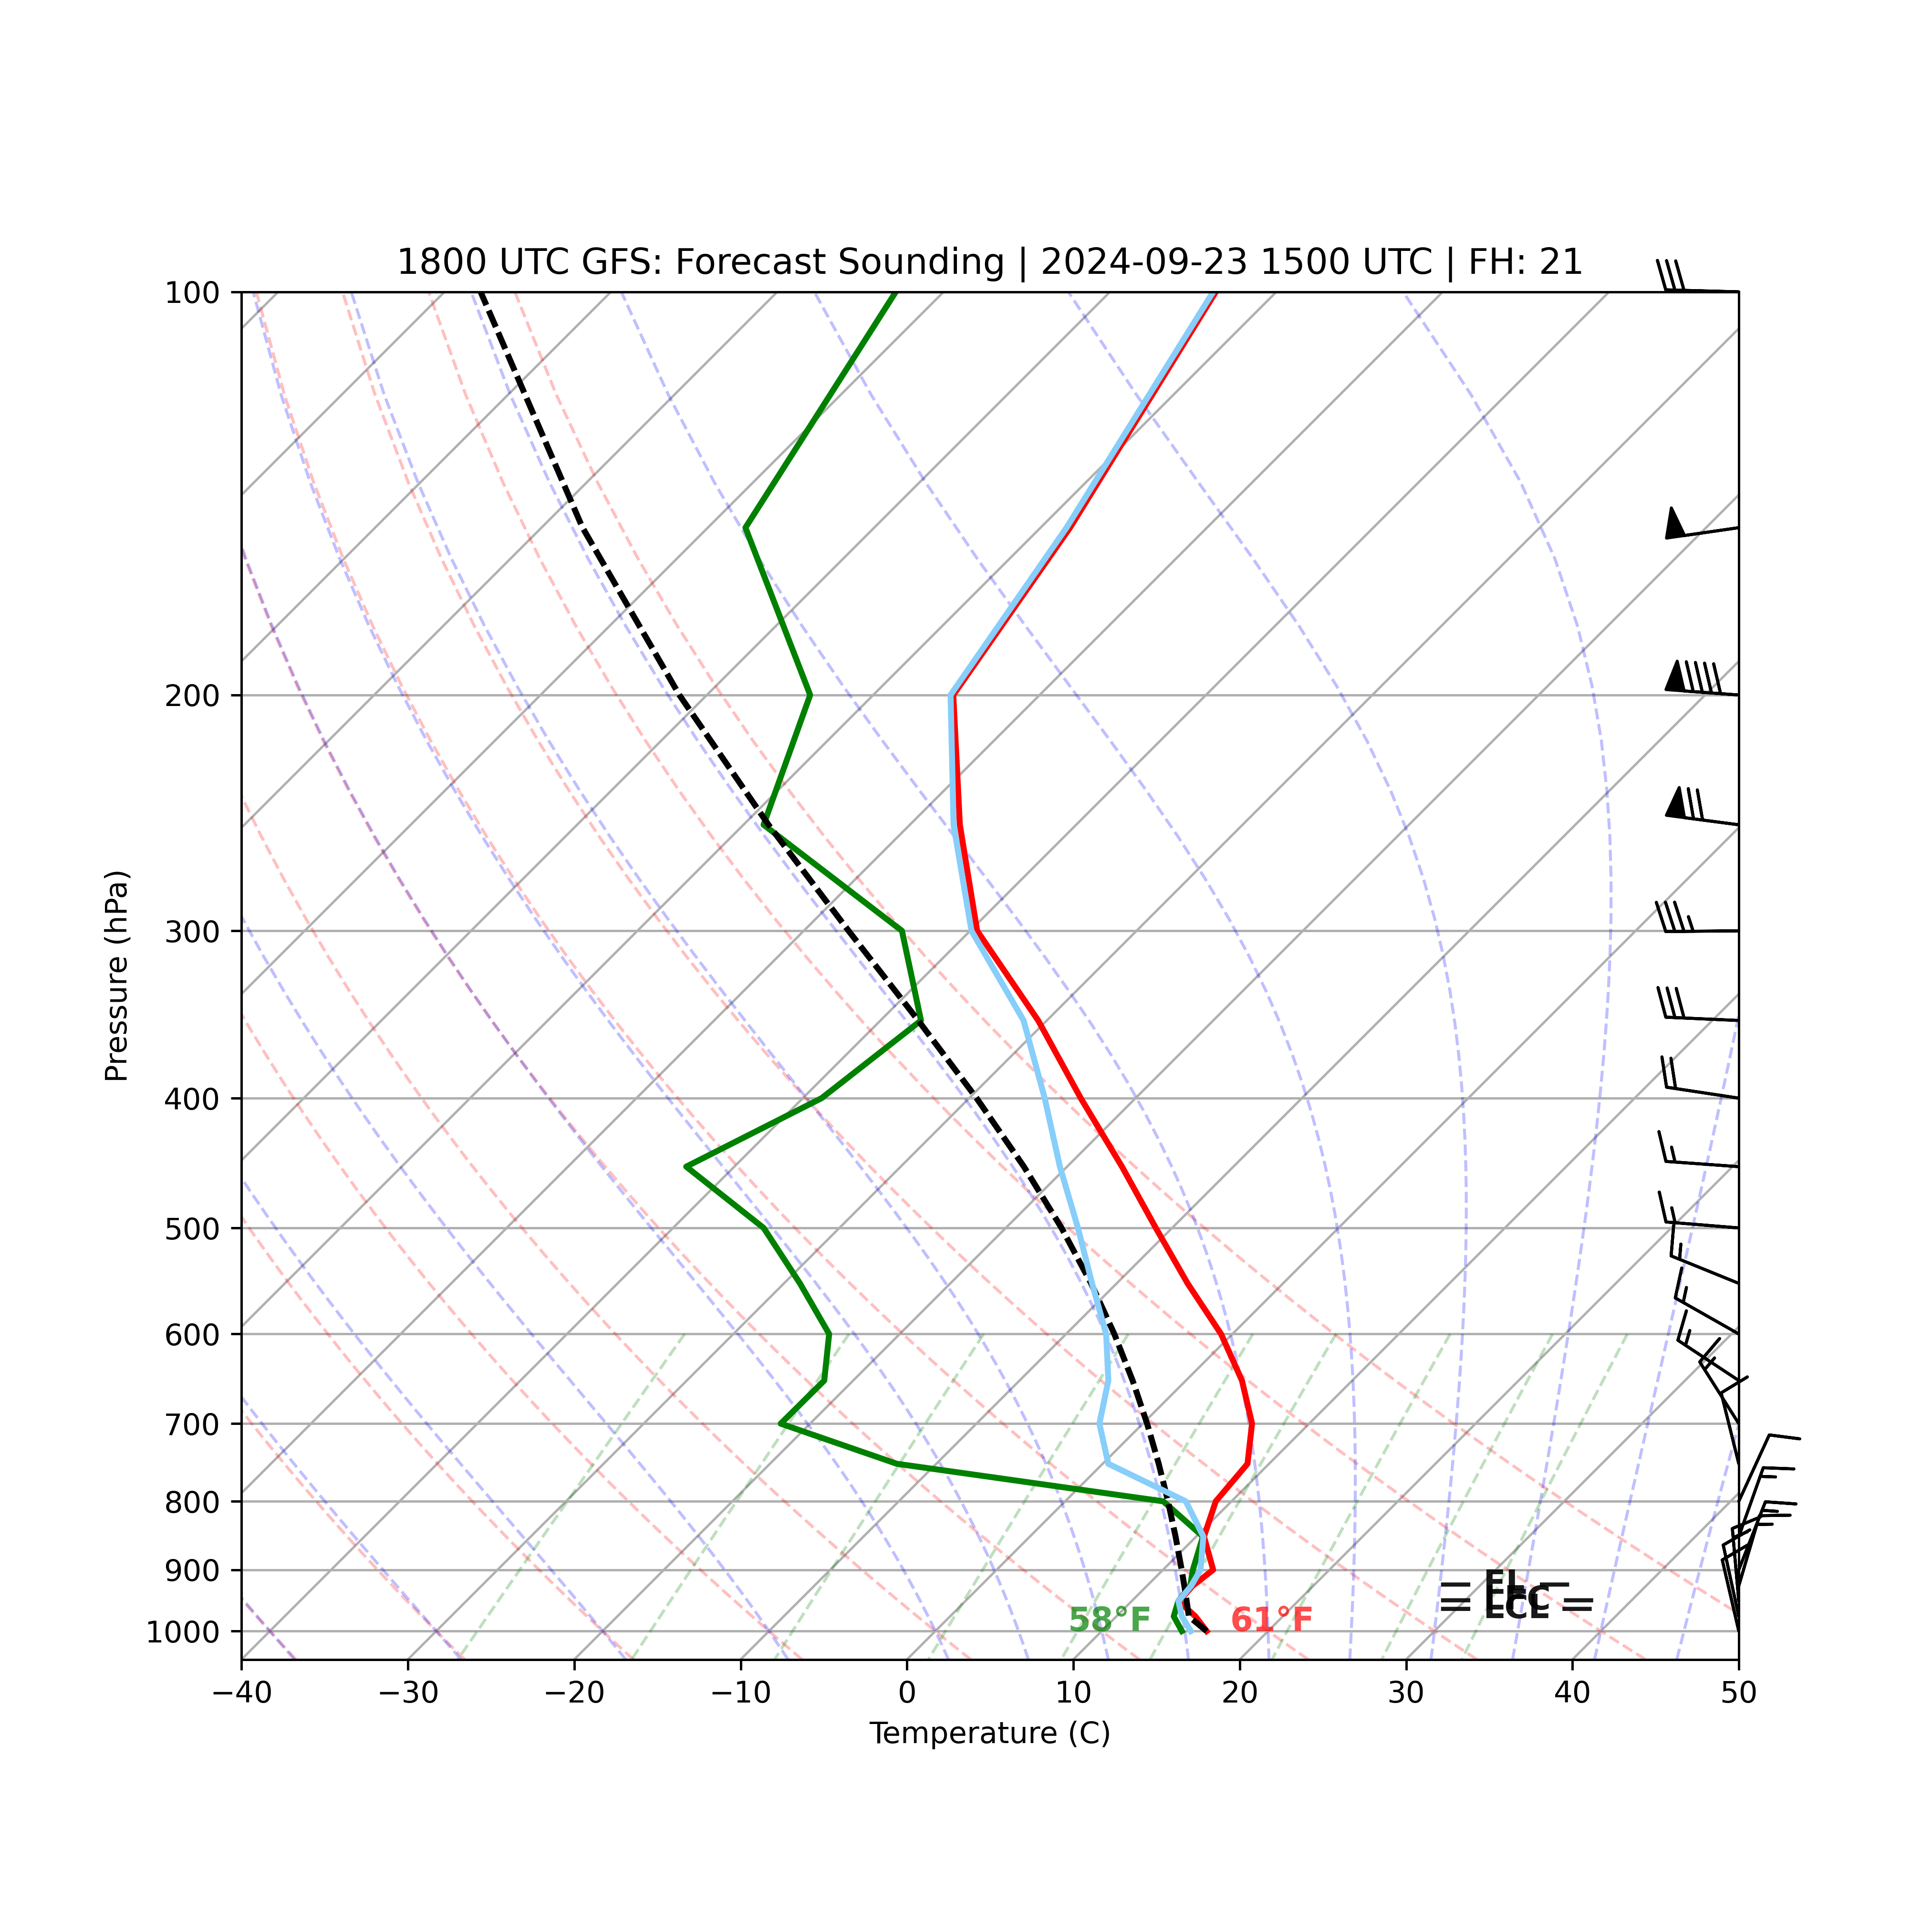 1800 UTC GFS: Forecast Sounding | 2024-09-23 1500 UTC | FH: 21
100
200
300
400
500
600
700
800
900
1000
Pressure (hPa)
58°F
61°F
EL
LCL
−40
−30
−20
−10
0
10
20
30
40
50
Temperature (C)